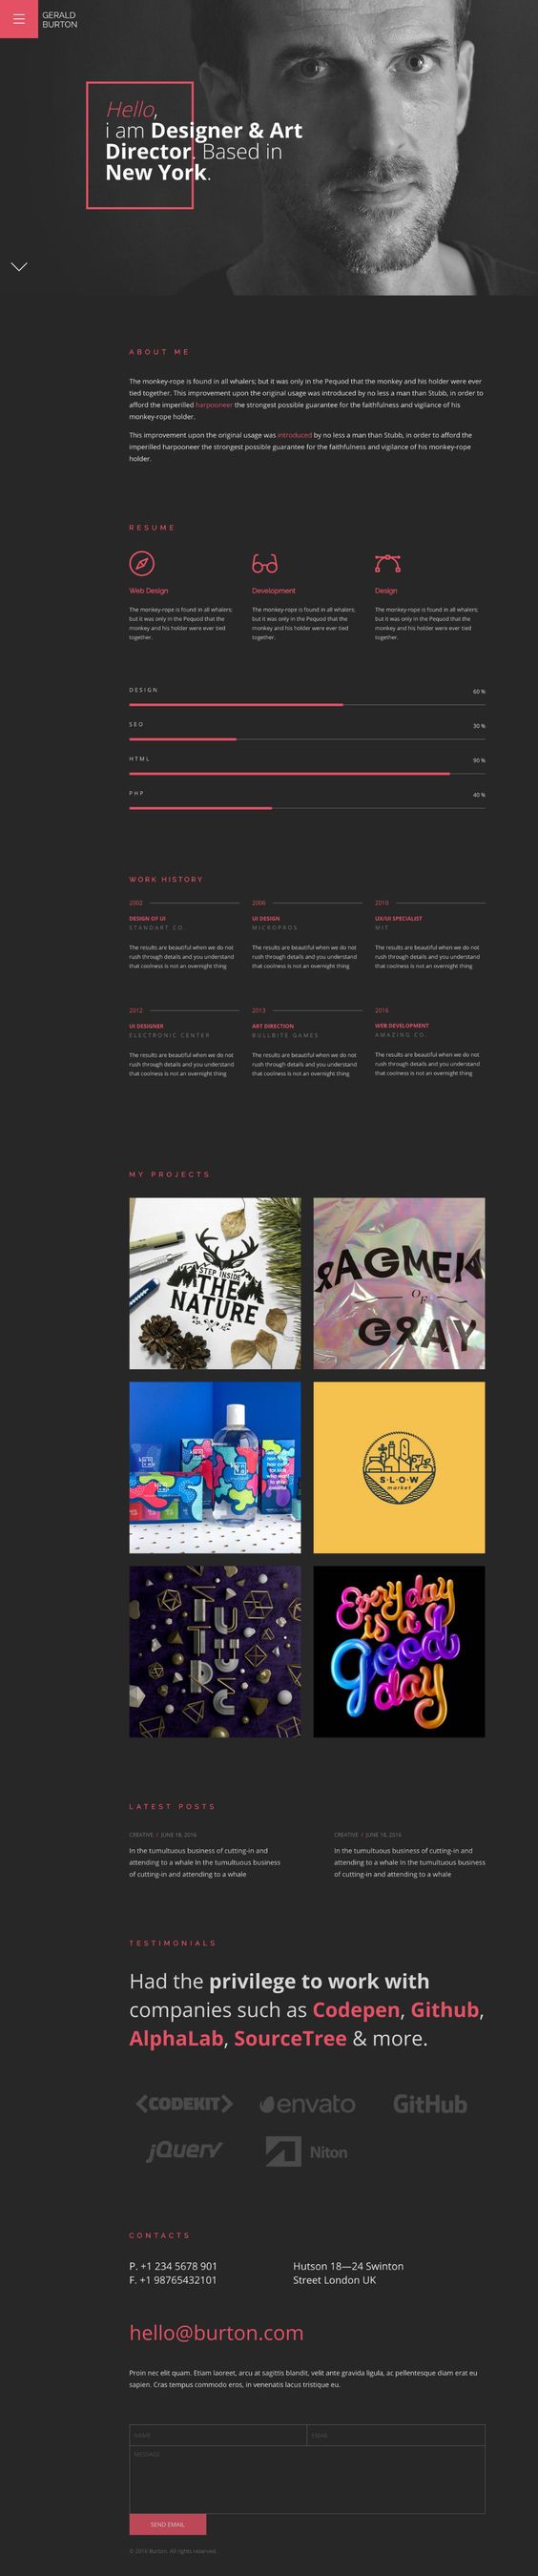 GERALD
BURTON
Hello,
i am Designer & Art
Director. Based in
New York.
ABOUT ME
The monkey-rope is found in all whalers; but it was only in the Pequod that the monkey and his holder were ever
tied together. This improvement upon the original usage was introduced by no less a man than Stubb, in order to
afford the imperilled harpooneer the strongest possible guarantee for the faithfulness and vigilance of his
monkey-rope holder.
This improvement upon the original usage was introduced by no less a man than Stubb, in order to afford the
imperilled harpooneer the strongest possible guarantee for the faithfulness and vigilance of his monkey-rope
holder.
RESUME
Web Design
The monkey-rope is found in all whalers;
but it was only in the Pequod that the
monkey and his holder were ever tied
together.
Development
The monkey-rope is found in all whalers;
but it was only in the Pequod that the
monkey and his holder were ever tied
together.
Design
The monkey-rope is found in all whalers;
but it was only in the Pequod that the
monkey and his holder were ever tied
together.
DESIGN 60 %
SEO 30 %
HTML 90 %
PHP 40 %
WORK HISTORY
2002
DESIGN OF UI
STANDART CO.
The results are beautiful when we do not
rush through details and you understand
that coolness is not an overnight thing
2006
UI DESIGN
MICKOPROS
The results are beautiful when we do not
rush through details and you understand
that coolness is not an overnight thing
2010
UX/UI SPECIALIST
MIT
The results are beautiful when we do not
rush through details and you understand
that coolness is not an overnight thing
2012
UI DESIGNER
ELECTRONIC CENTER
The results are beautiful when we do not
rush through details and you understand
that coolness is not an overnight thing
2013
ART DIRECTION
BULLBITE GAMES
The results are beautiful when we do not
rush through details and you understand
that coolness is not an overnight thing
2016
WEB DEVELOPMENT
AMAZING CO.
The results are beautiful when we do not
rush through details and you understand
that coolness is not an overnight thing
MY PROJECTS
STEP INSIDE
THE
NATURE
RAGMEN
OF
GRAY
S·L·O·W
market
Every day
is a
good
day
LATEST POSTS
CREATIVE / JUNE 18, 2016
In the tumultuous business of cutting-in and
attending to a whale In the tumultuous business
of cutting-in and attending to a whale
CREATIVE / JUNE 18, 2016
In the tumultuous business of cutting-in and
attending to a whale In the tumultuous business
of cutting-in and attending to a whale
TESTIMONIALS
Had the privilege to work with
companies such as Codepen, Github,
AlphaLab, SourceTree & more.
<CODEKIT>
envato
GitHub
jQuery
Niton
CONTACTS
P. +1 234 5678 901
F. +1 98765432101
Hutson 18—24 Swinton
Street London UK
hello@burton.com
Proin nec elit quam. Etiam laoreet, arcu at sagittis blandit, velit ante gravida ligula, ac pellentesque diam erat eu
sapien. Cras tempus commodo eros, in venenatis lacus tristique eu.
NAME
EMAIL
MESSAGE
SEND EMAIL
© 2016 Burton. All rights reserved.